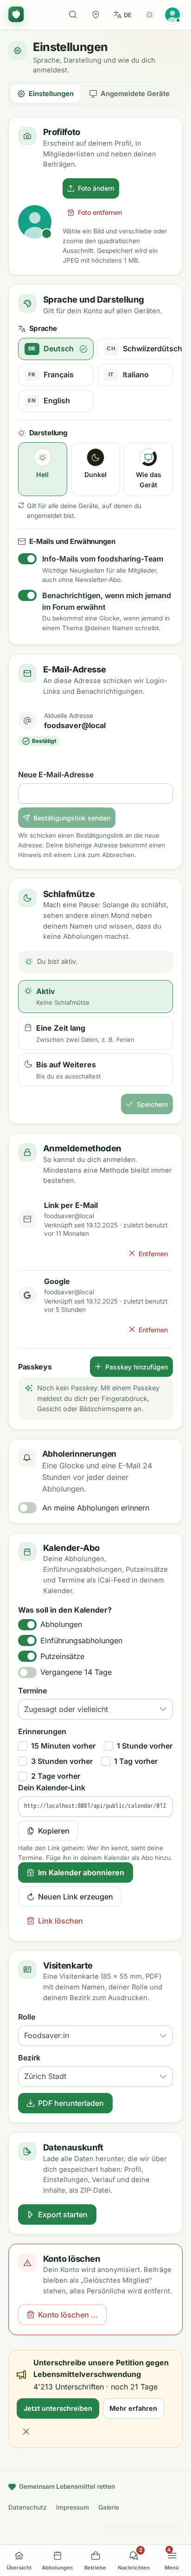 DE
Einstellungen
Sprache, Darstellung und wie du dich
anmeldest.
Einstellungen
Angemeldete Geräte
Profilfoto
Erscheint auf deinem Profil, in
Mitgliederlisten und neben deinen
Beiträgen.
Foto ändern
Foto entfernen
Wähle ein Bild und verschiebe oder
zoome den quadratischen
Ausschnitt. Gespeichert wird ein
JPEG mit höchstens 1 MB.
Sprache und Darstellung
Gilt für dein Konto auf allen Geräten.
Sprache
DE Deutsch
CH Schwiizerdütsch
FR Français
IT Italiano
EN English
Darstellung
Hell
Dunkel
Wie das
Gerät
Gilt für alle deine Geräte, auf denen du
angemeldet bist.
E-Mails und Erwähnungen
Info-Mails vom foodsharing-Team
Wichtige Neuigkeiten für alle Mitglieder,
auch ohne Newsletter-Abo.
Benachrichtigen, wenn mich jemand
im Forum erwähnt
Du bekommst eine Glocke, wenn jemand in
einem Thema @deinen Namen schreibt.
E-Mail-Adresse
An diese Adresse schicken wir Login-
Links und Benachrichtigungen.
Aktuelle Adresse
foodsaver@local
Bestätigt
Neue E-Mail-Adresse
Bestätigungslink senden
Wir schicken einen Bestätigungslink an die neue
Adresse. Deine bisherige Adresse bekommt einen
Hinweis mit einem Link zum Abbrechen.
Schlafmütze
Mach eine Pause: Solange du schläfst,
sehen andere einen Mond neben
deinem Namen und wissen, dass du
keine Abholungen machst.
Du bist aktiv.
Aktiv
Keine Schlafmütze
Eine Zeit lang
Zwischen zwei Daten, z. B. Ferien
Bis auf Weiteres
Bis du es ausschaltest
Speichern
Anmeldemethoden
So kannst du dich anmelden.
Mindestens eine Methode bleibt immer
bestehen.
Link per E-Mail
foodsaver@local
Verknüpft seit 19.12.2025 · zuletzt benutzt
vor 11 Monaten
Entfernen
Google
foodsaver@local
Verknüpft seit 19.12.2025 · zuletzt benutzt
vor 5 Stunden
Entfernen
Passkeys
Passkey hinzufügen
Noch kein Passkey. Mit einem Passkey
meldest du dich per Fingerabdruck,
Gesicht oder Bildschirmsperre an.
Abholerinnerungen
Eine Glocke und eine E-Mail 24
Stunden vor jeder deiner
Abholungen.
An meine Abholungen erinnern
Kalender-Abo
Deine Abholungen,
Einführungsabholungen, Putzeinsätze
und Termine als iCal-Feed in deinem
Kalender.
Was soll in den Kalender?
Abholungen
Einführungsabholungen
Putzeinsätze
Vergangene 14 Tage
Termine
Zugesagt oder vielleicht
Erinnerungen
15 Minuten vorher
1 Stunde vorher
3 Stunden vorher
1 Tag vorher
2 Tage vorher
Dein Kalender-Link
http://localhost:8081/api/public/calendar/012
Kopieren
Halte den Link geheim: Wer ihn kennt, sieht deine
Termine. Füge ihn in deinem Kalender als Abo hinzu.
Im Kalender abonnieren
Neuen Link erzeugen
Link löschen
Visitenkarte
Eine Visitenkarte (85 × 55 mm, PDF)
mit deinem Namen, deiner Rolle und
deinem Bezirk zum Ausdrucken.
Rolle
Foodsaver:in
Bezirk
Zürich Stadt
PDF herunterladen
Datenauskunft
Lade alle Daten herunter, die wir über
dich gespeichert haben: Profil,
Einstellungen, Verlauf und deine
Inhalte, als ZIP-Datei.
Export starten
Konto löschen
Dein Konto wird anonymisiert. Beiträge
bleiben als „Gelöschtes Mitglied“
stehen, alles Persönliche wird entfernt.
Konto löschen …
Unterschreibe unsere Petition gegen
Lebensmittelverschwendung
4'213 Unterschriften · noch 21 Tage
Jetzt unterschreiben
Mehr erfahren
Gemeinsam Lebensmittel retten
Datenschutz
Impressum
Galerie
Übersicht
Abholungen
Betriebe
2
Nachrichten
4
Menü